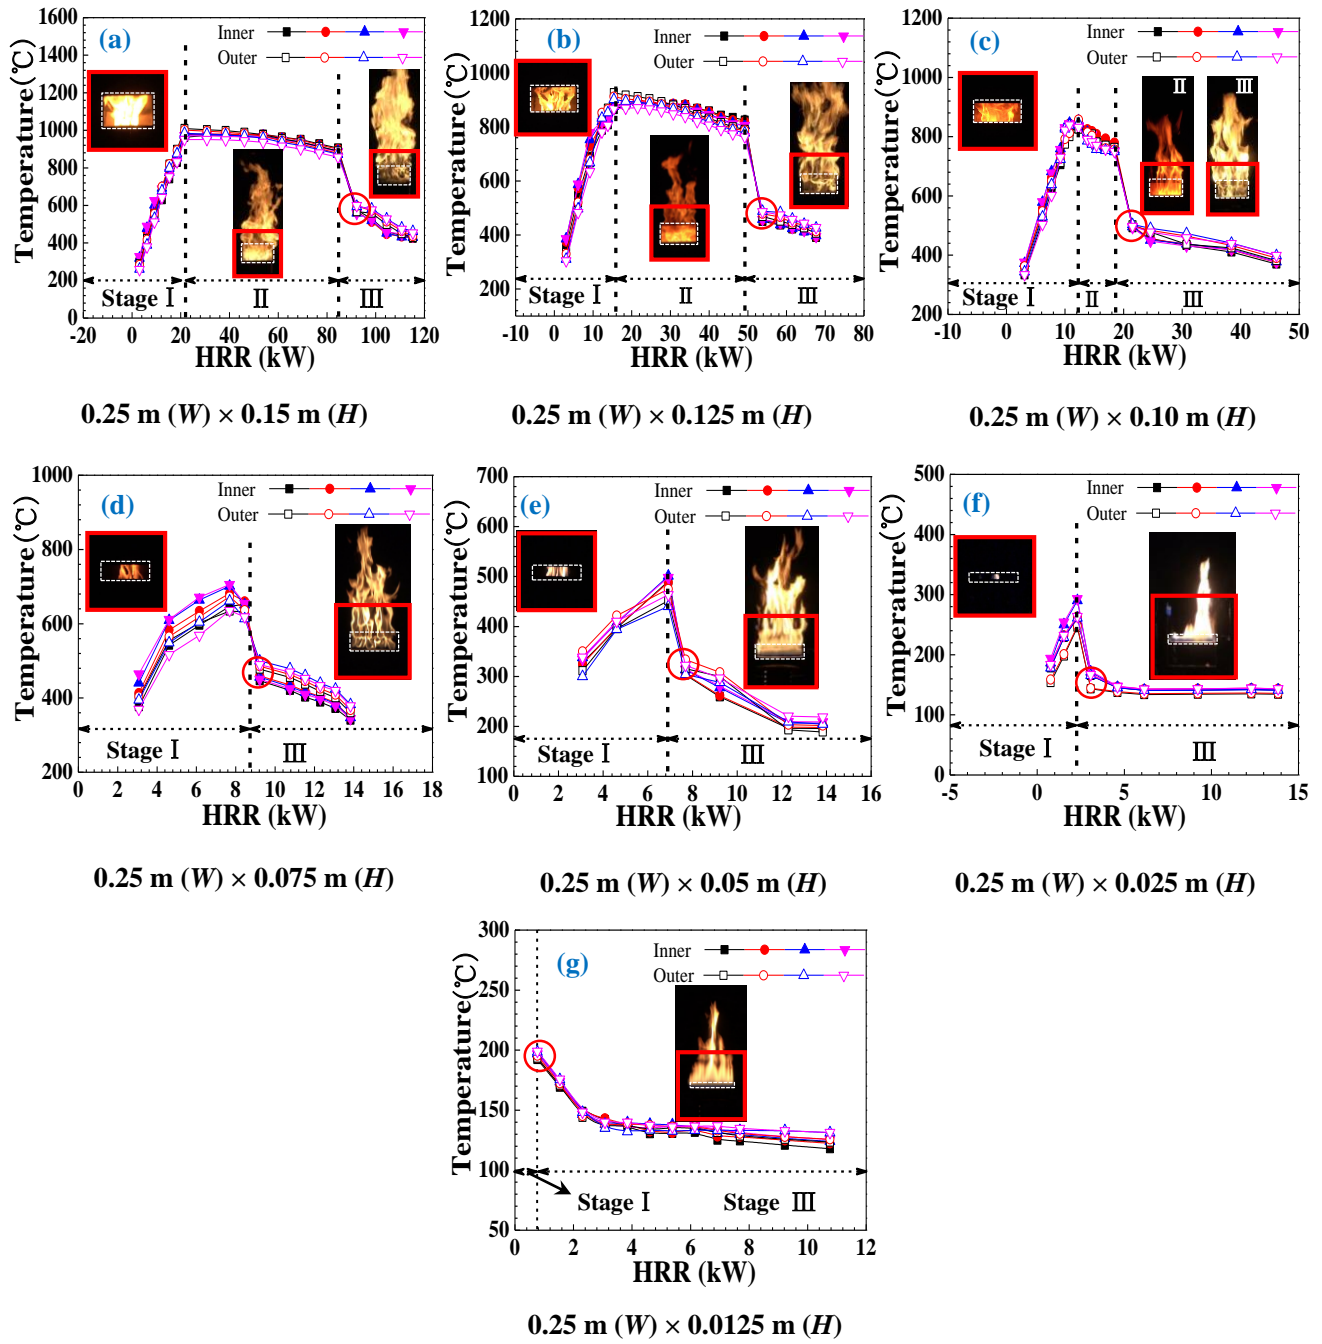 (a)
Inner
Outer
Temperature(℃)
1600
1400
1200
1000
800
600
400
200
0
Stage Ⅰ
Ⅱ
Ⅲ
-20 0 20 40 60 80 100 120
HRR (kW)
0.25 m (W) × 0.15 m (H)
(b)
Inner
Outer
Temperature(℃)
1200
1000
800
600
400
200
Stage Ⅰ
Ⅱ
Ⅲ
-10 0 10 20 30 40 50 60 70 80
HRR (kW)
0.25 m (W) × 0.125 m (H)
(c)
Inner
Outer
Ⅱ
Ⅲ
Temperature(℃)
1200
1000
800
600
400
200
Stage Ⅰ
Ⅱ
Ⅲ
-10 0 10 20 30 40 50
HRR (kW)
0.25 m (W) × 0.10 m (H)
(d)
Inner
Outer
Temperature(℃)
1000
800
600
400
200
Stage Ⅰ
Ⅲ
0 2 4 6 8 10 12 14 16 18
HRR (kW)
0.25 m (W) × 0.075 m (H)
(e)
Inner
Outer
Temperature(℃)
700
600
500
400
300
200
100
Stage Ⅰ
Ⅲ
0 2 4 6 8 10 12 14 16
HRR (kW)
0.25 m (W) × 0.05 m (H)
(f)
Inner
Outer
Temperature(℃)
500
400
300
200
100
0
Stage Ⅰ
Ⅲ
-5 0 5 10 15
HRR (kW)
0.25 m (W) × 0.025 m (H)
(g)
Inner
Outer
Temperature(℃)
300
250
200
150
100
50
Stage Ⅰ
Stage Ⅲ
0 2 4 6 8 10 12
HRR (kW)
0.25 m (W) × 0.0125 m (H)